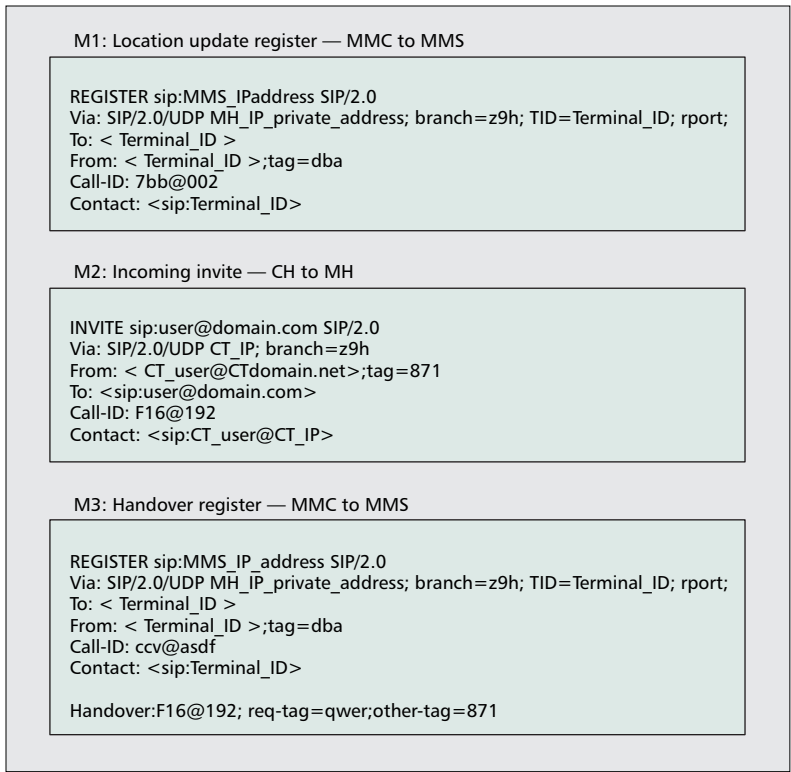 M1: Location update register — MMC to MMS
REGISTER sip:MMS_IPaddress SIP/2.0
Via: SIP/2.0/UDP MH_IP_private_address; branch=z9h; TID=Terminal_ID; rport;
To: < Terminal_ID >
From: < Terminal_ID >;tag=dba
Call-ID: 7bb@002
Contact: <sip:Terminal_ID>
M2: Incoming invite — CH to MH
INVITE sip:user@domain.com SIP/2.0
Via: SIP/2.0/UDP CT_IP; branch=z9h
From: < CT_user@CTdomain.net>;tag=871
To: <sip:user@domain.com>
Call-ID: F16@192
Contact: <sip:CT_user@CT_IP>
M3: Handover register — MMC to MMS
REGISTER sip:MMS_IP_address SIP/2.0
Via: SIP/2.0/UDP MH_IP_private_address; branch=z9h; TID=Terminal_ID; rport;
To: < Terminal_ID >
From: < Terminal_ID >;tag=dba
Call-ID: ccv@asdf
Contact: <sip:Terminal_ID>
Handover:F16@192; req-tag=qwer;other-tag=871